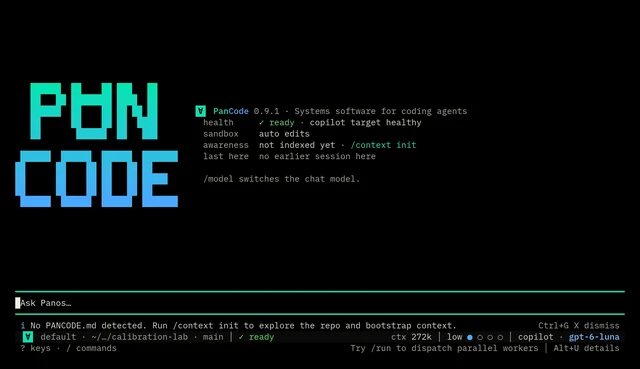 P∀N
CODE
∀ PanCode 0.9.1 · Systems software for coding agents
health ✓ ready · copilot target healthy
sandbox auto edits
awareness not indexed yet · /context init
last here no earlier session here
/model switches the chat model.
Ask Panos…
i No PANCODE.md detected. Run /context init to explore the repo and bootstrap context. Ctrl+G X dismiss
∀ default · ~/…/calibration-lab · main │ ✓ ready ctx 272k │ low ● ○ ○ ○ │ copilot · gpt-6-luna
? keys · / commands Try /run to dispatch parallel workers │ Alt+U details